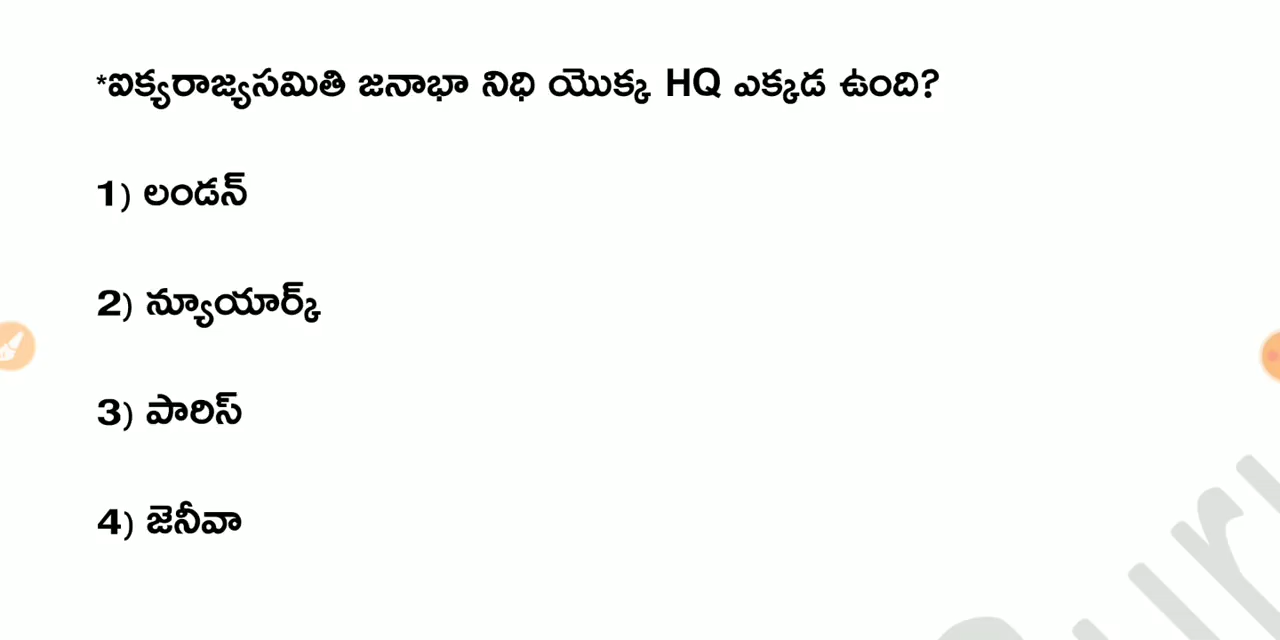 *ఐక్యరాజ్యసమితి జనాభా నిధి యొక్క HQ ఎక్కడ ఉంది?
1) లండన్
2) న్యూయార్క్
3) పారిస్
4) జెనీవా